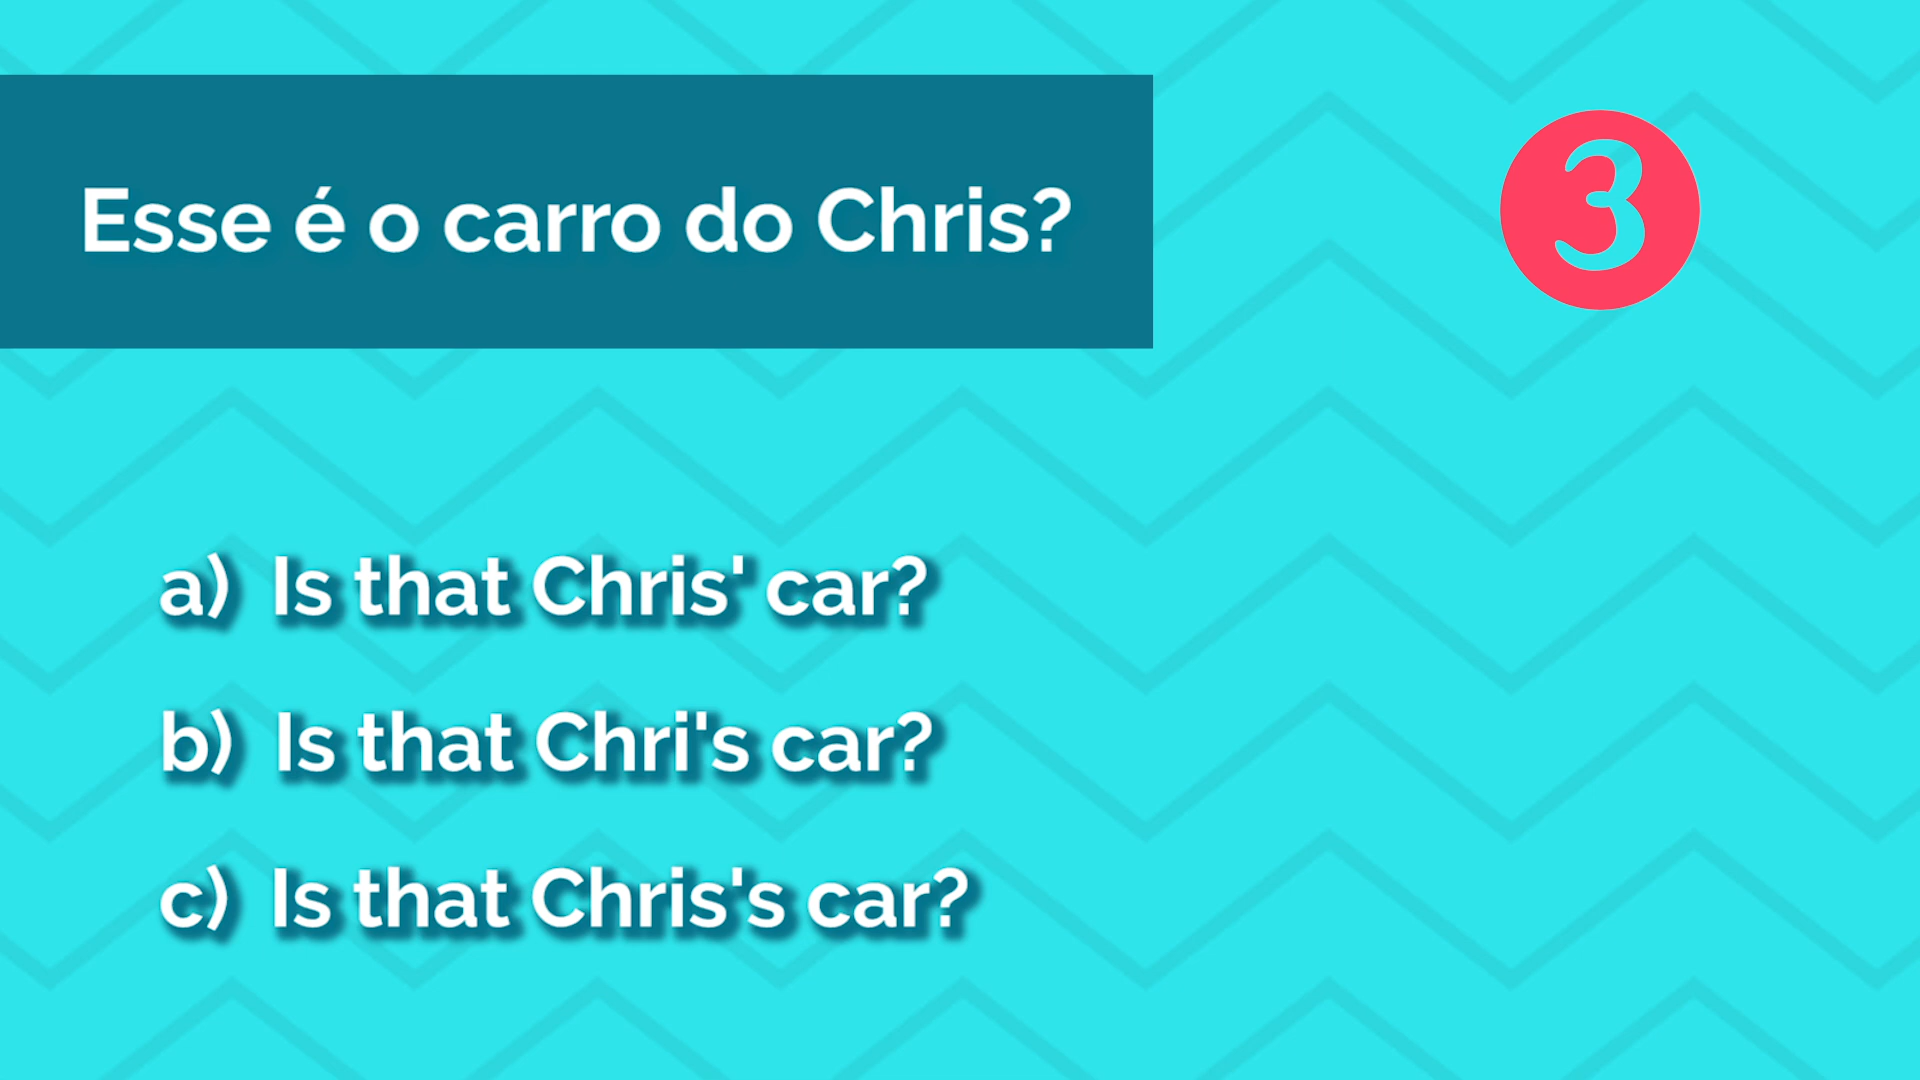 Esse é o carro do Chris?
3
a) Is that Chris' car?
b) Is that Chri's car?
c) Is that Chris's car?